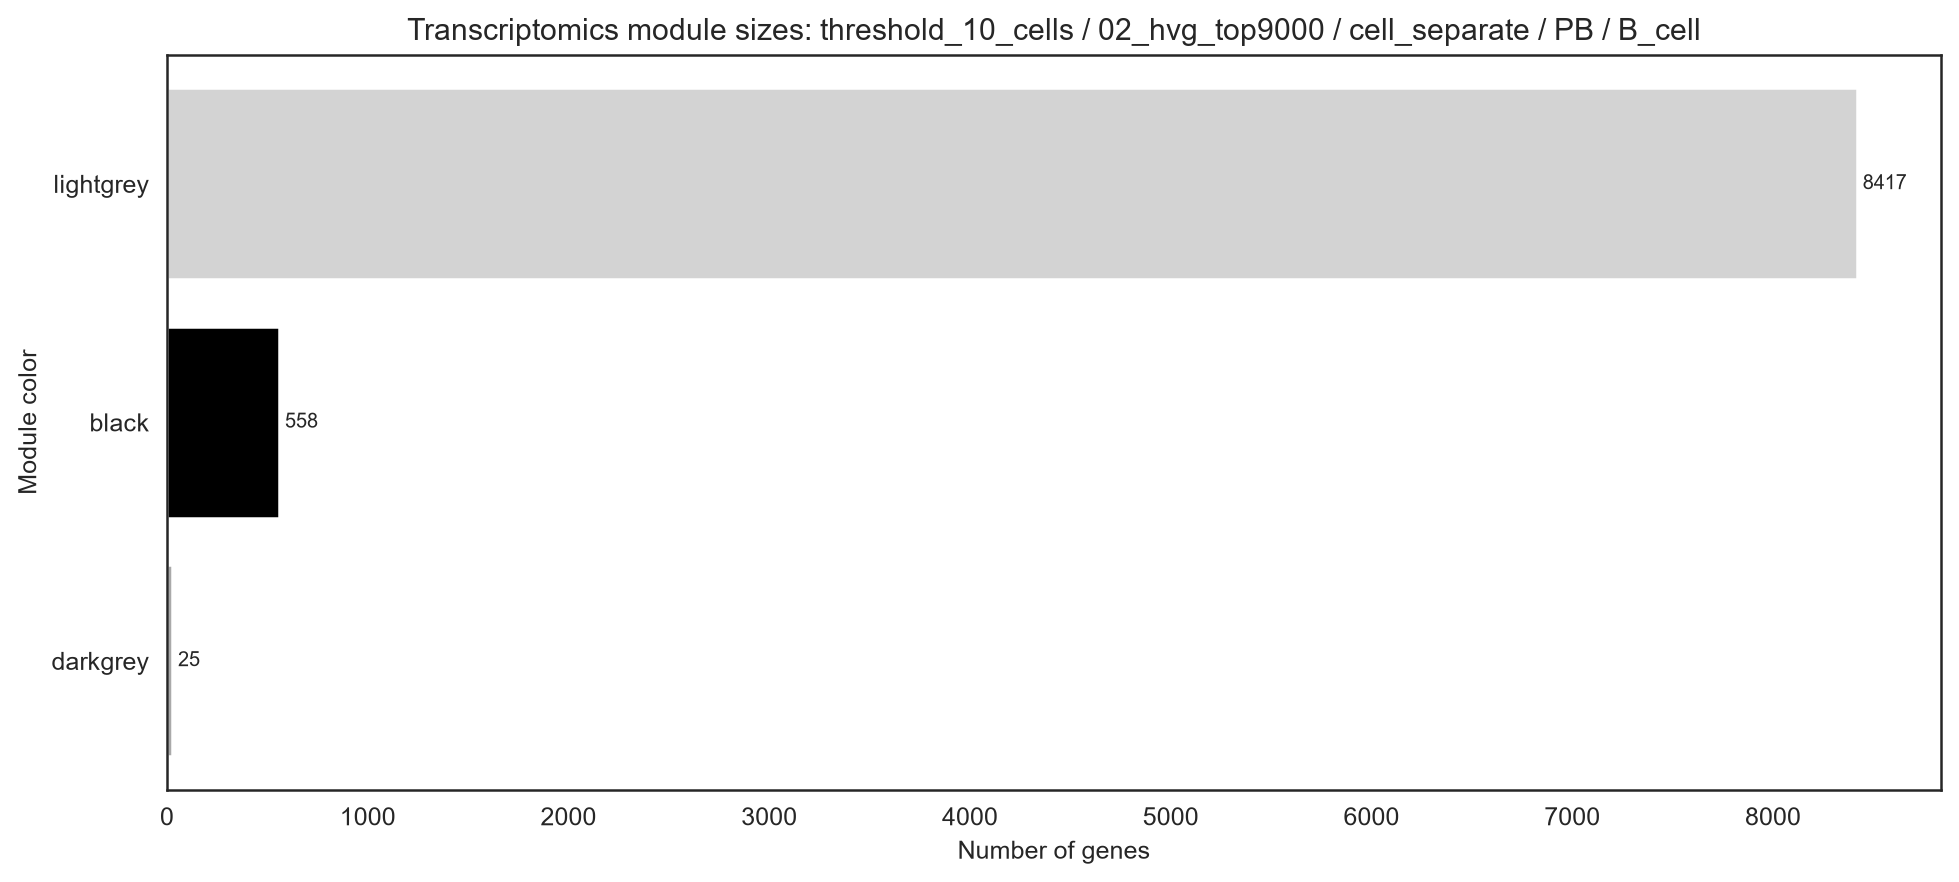 Transcriptomics module sizes: threshold_10_cells / 02_hvg_top9000 / cell_separate / PB / B_cell
Module color
lightgrey
8417
black
558
darkgrey
25
0 1000 2000 3000 4000 5000 6000 7000 8000
Number of genes